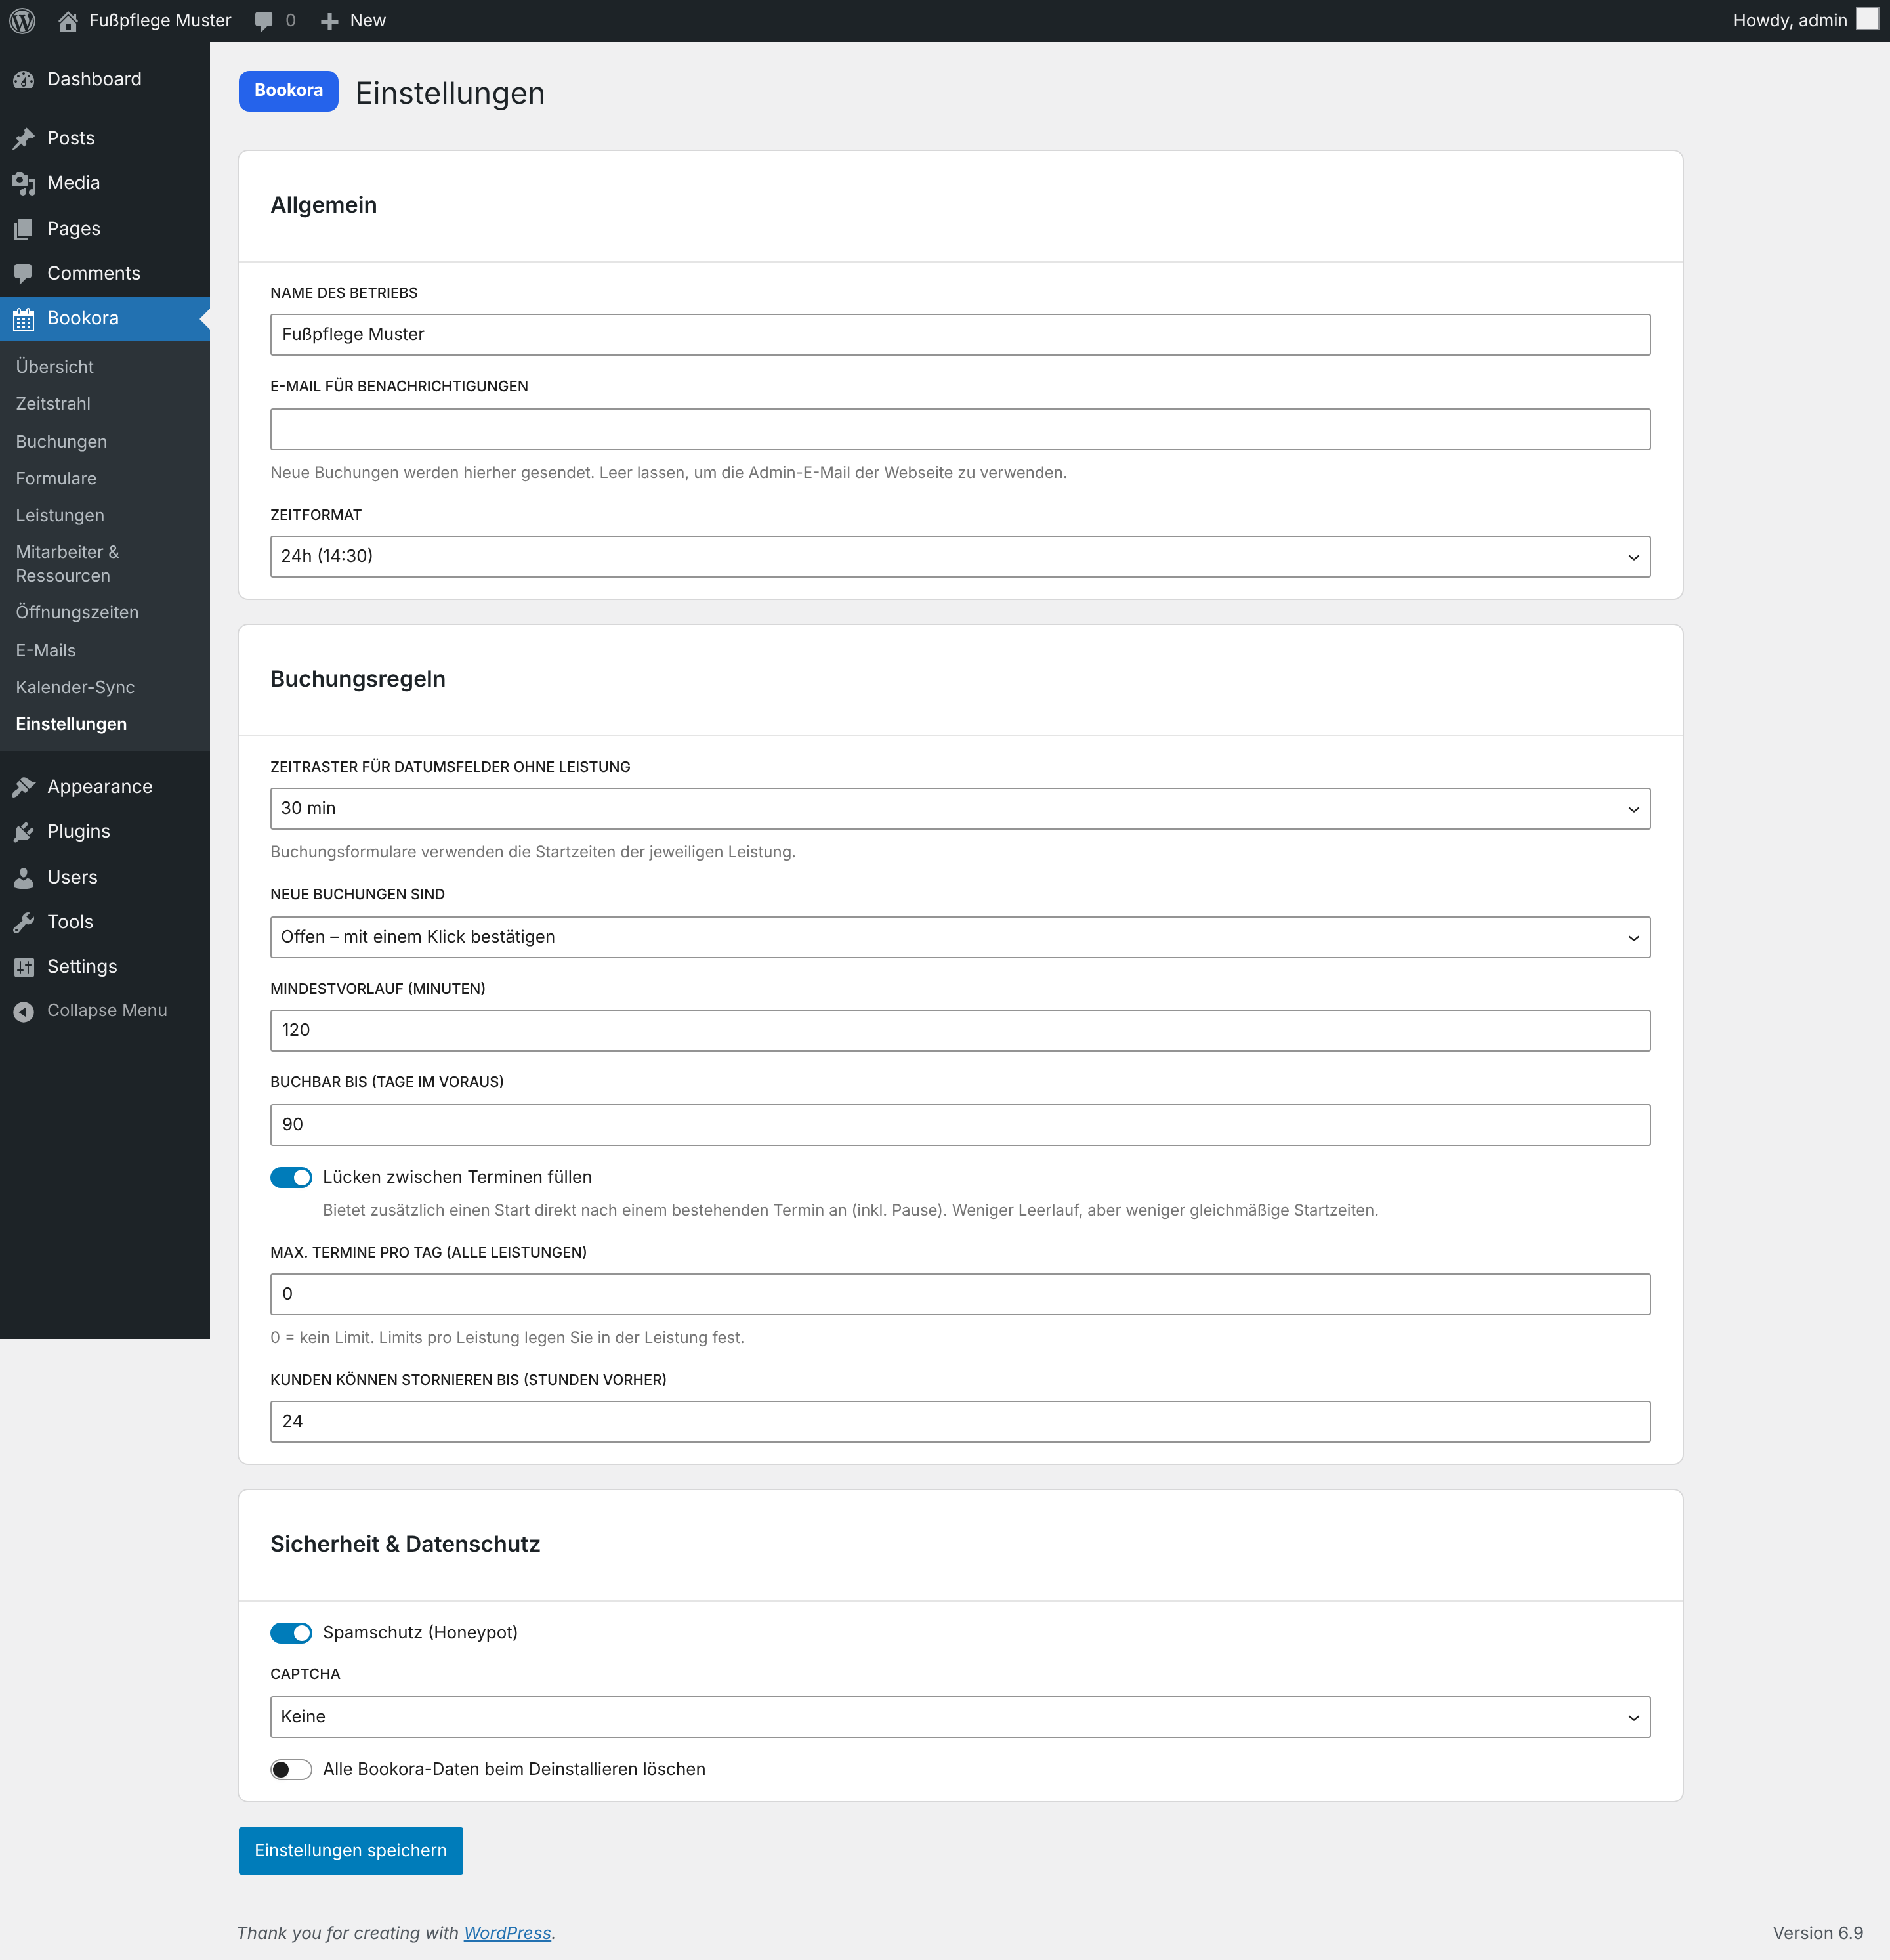 Fußpflege Muster
0
New
Howdy, admin
Dashboard
Posts
Media
Pages
Comments
Bookora
Übersicht
Zeitstrahl
Buchungen
Formulare
Leistungen
Mitarbeiter &
Ressourcen
Öffnungszeiten
E-Mails
Kalender-Sync
Einstellungen
Appearance
Plugins
Users
Tools
Settings
Collapse Menu
Bookora
Einstellungen
Allgemein
NAME DES BETRIEBS
Fußpflege Muster
E-MAIL FÜR BENACHRICHTIGUNGEN
Neue Buchungen werden hierher gesendet. Leer lassen, um die Admin-E-Mail der Webseite zu verwenden.
ZEITFORMAT
24h (14:30)
Buchungsregeln
ZEITRASTER FÜR DATUMSFELDER OHNE LEISTUNG
30 min
Buchungsformulare verwenden die Startzeiten der jeweiligen Leistung.
NEUE BUCHUNGEN SIND
Offen – mit einem Klick bestätigen
MINDESTVORLAUF (MINUTEN)
120
BUCHBAR BIS (TAGE IM VORAUS)
90
Lücken zwischen Terminen füllen
Bietet zusätzlich einen Start direkt nach einem bestehenden Termin an (inkl. Pause). Weniger Leerlauf, aber weniger gleichmäßige Startzeiten.
MAX. TERMINE PRO TAG (ALLE LEISTUNGEN)
0
0 = kein Limit. Limits pro Leistung legen Sie in der Leistung fest.
KUNDEN KÖNNEN STORNIEREN BIS (STUNDEN VORHER)
24
Sicherheit & Datenschutz
Spamschutz (Honeypot)
CAPTCHA
Keine
Alle Bookora-Daten beim Deinstallieren löschen
Einstellungen speichern
Thank you for creating with WordPress.
Version 6.9